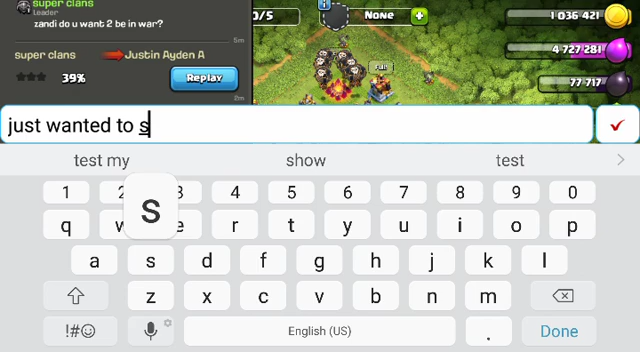 super clans
Leader
zandi do u want 2 be in war?
5m
super clans Justin Ayden A
39% Replay
2m
0/5
None
1 036 421
4 727 281
77 717
just wanted to s
test my show test
1 2 3 4 5 6 7 8 9 0
s
q w e r t y u i o p
a s d f g h j k l
z x c v b n m
!#☺ English (US) . Done